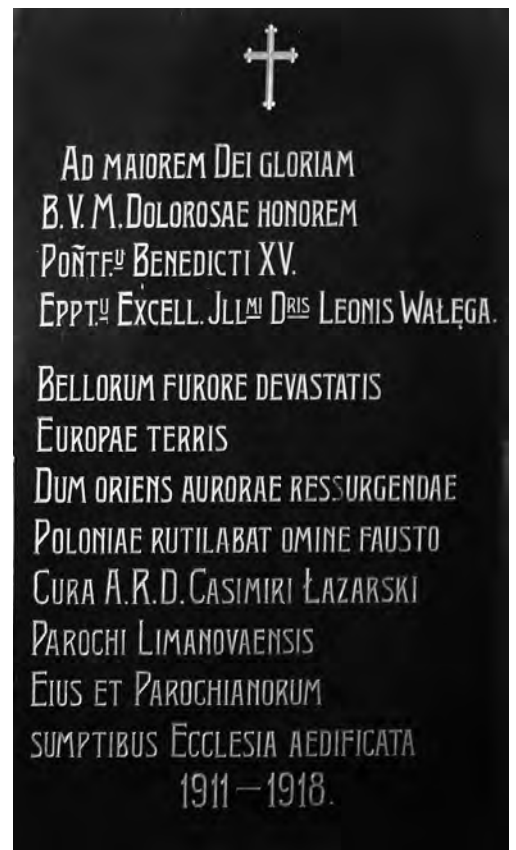 Ad maiorem Dei gloriam
B. V. M. Dolorosae honorem
Poñtf.u Benedicti XV.
Eppt.u Excell. Jllmi Dris Leonis Wałęga.
Bellorum furore devastatis
Europae terris
Dum oriens aurorae ressurgendae
Poloniae rutilabat omine fausto
Cura A. R. D. Casimiri Łazarski
Parochi Limanovaensis
Eius et Parochianorum
sumptibus Ecclesia aedificata
1911 – 1918.